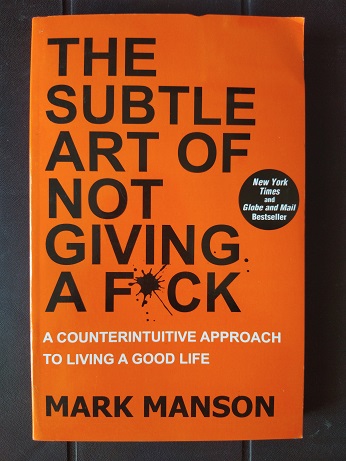 THE
SUBTLE
ART OF
NOT
GIVING
A F*CK
New York
Times
and
Globe and Mail
Bestseller
A COUNTERINTUITIVE APPROACH
TO LIVING A GOOD LIFE
MARK MANSON